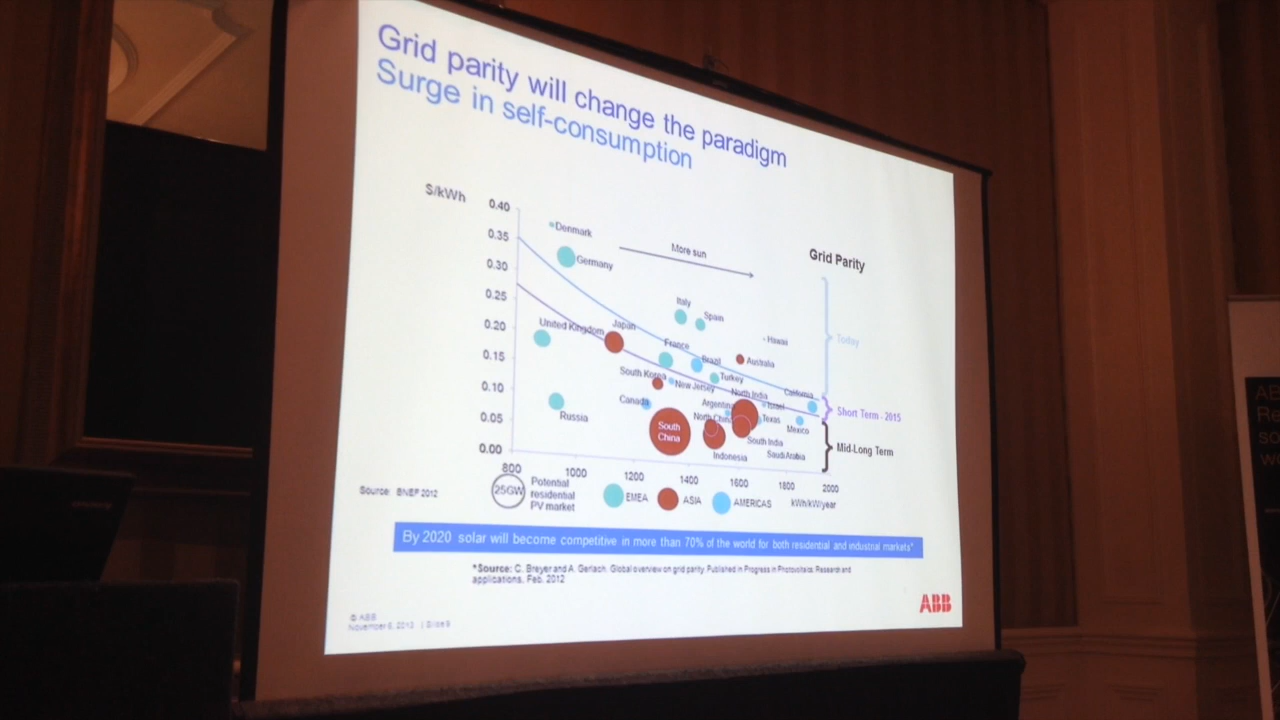 Grid parity will change the paradigm
Surge in self-consumption
$/kWh
0.40
0.35
0.30
0.25
0.20
0.15
0.10
0.05
0.00
800
1000
1200
1400
1600
1800
2000
kWh/kW/year
More sun
Denmark
Germany
Italy
Spain
Hawaii
United Kingdom
Japan
France
Brazil
Australia
South Korea
New Jersey
Turkey
North India
California
Canada
Argentina
Israel
Russia
North China
Texas
Mexico
South
China
South India
Indonesia
Saudi Arabia
Grid Parity
Today
Short Term - 2015
Mid-Long Term
Source: BNEF 2012
25GW
Potential
residential
PV market
EMEA
ASIA
AMERICAS
By 2020 solar will become competitive in more than 70% of the world for both residential and industrial markets*
*Source: C. Breyer and A. Gerlach. Global overview on grid parity. Published in Progress in Photovoltaics: Research and
applications, Feb. 2012
© ABB
ABB